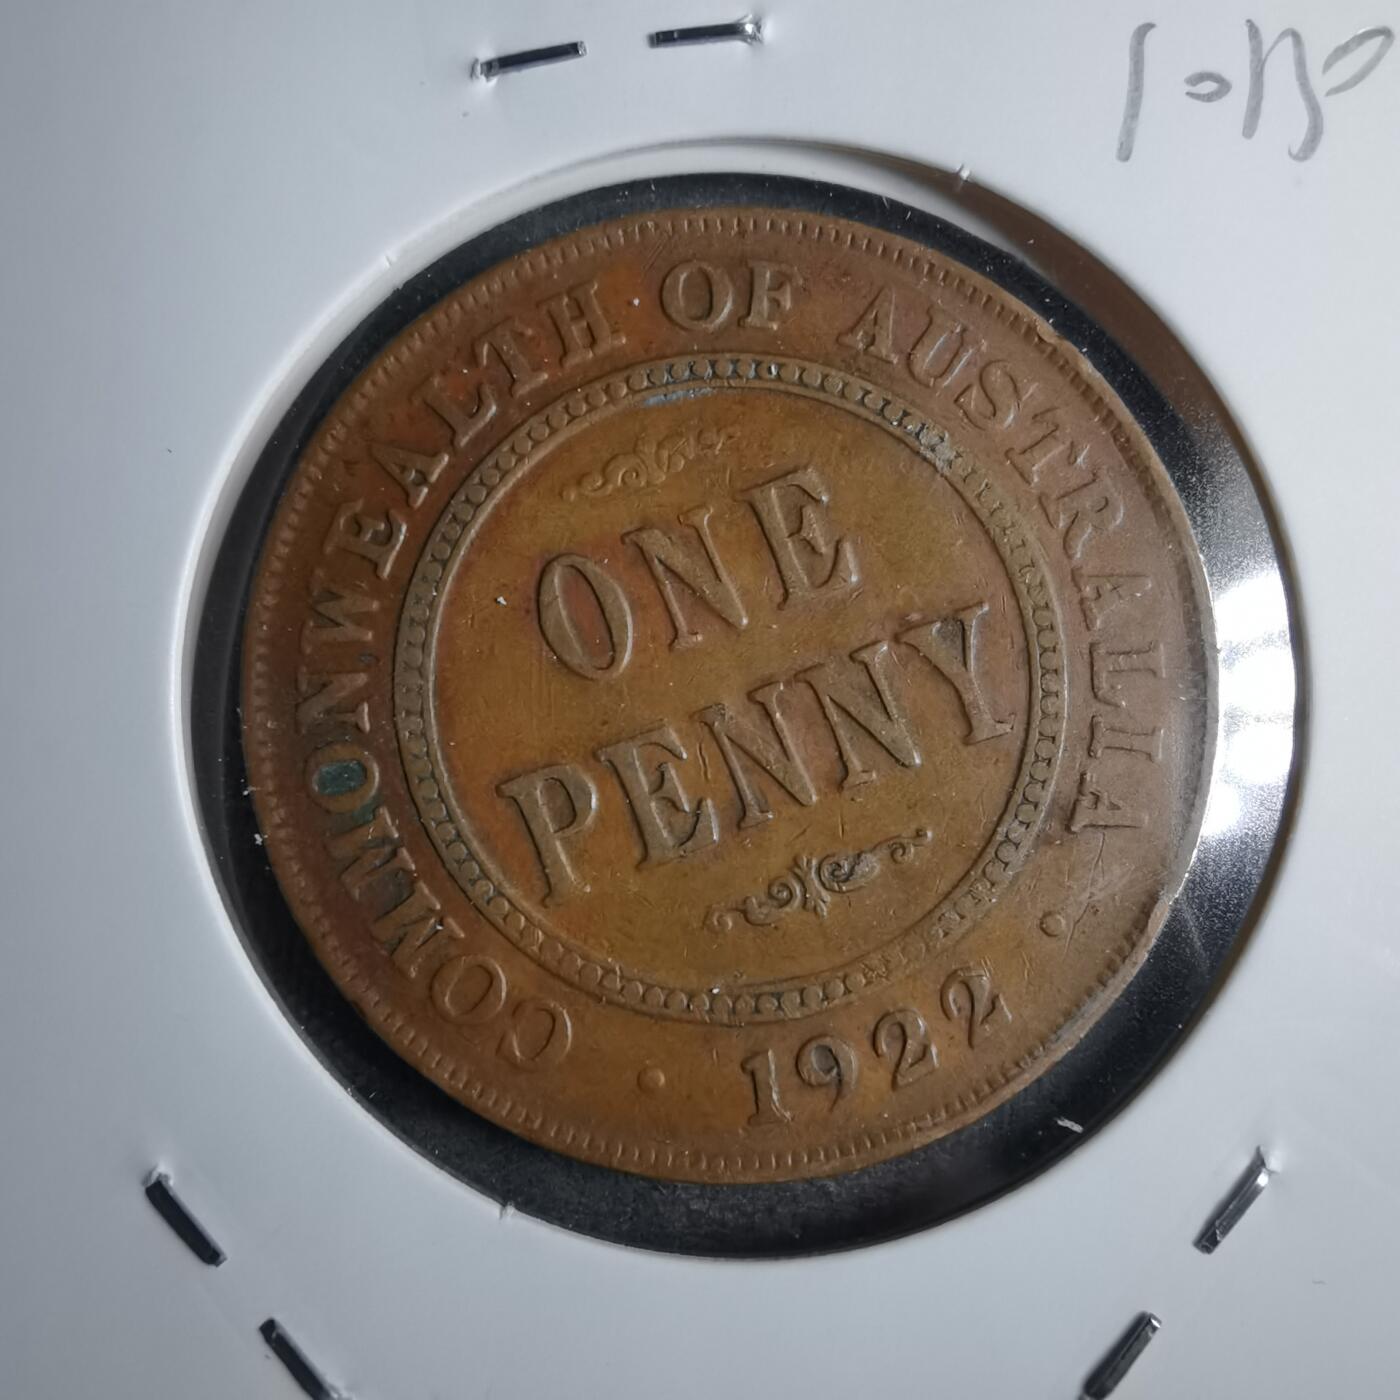 COMMONWEALTH OF AUSTRALIA
ONE
PENNY
· 1922 ·